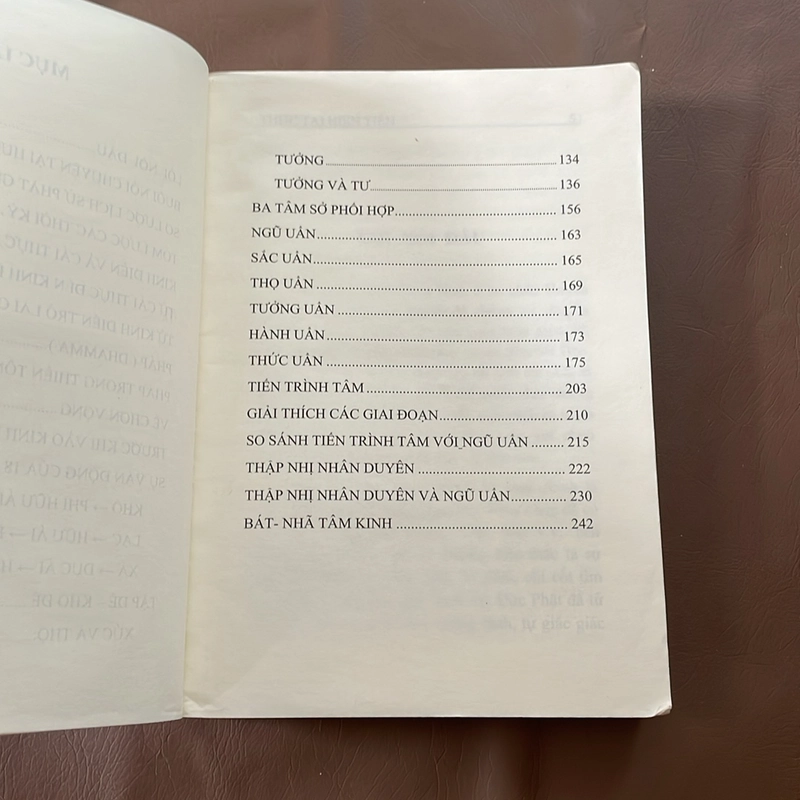 TƯỞNG 134
TƯỞNG VÀ TƯ 136
BA TÂM SỞ PHỐI HỢP 156
NGŨ UẨN 163
SẮC UẨN 165
THỌ UẨN 169
TƯỞNG UẨN 171
HÀNH UẨN 173
THỨC UẨN 175
TIẾN TRÌNH TÂM 203
GIẢI THÍCH CÁC GIAI ĐOẠN 210
SO SÁNH TIẾN TRÌNH TÂM VỚI NGŨ UẨN 215
THẬP NHỊ NHÂN DUYÊN 222
THẬP NHỊ NHÂN DUYÊN VÀ NGŨ UẨN 230
BÁT- NHÃ TÂM KINH 242